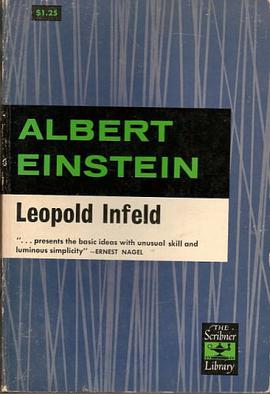 $1.25
ALBERT
EINSTEIN
Leopold Infeld
". . . presents the basic ideas with unusual skill and
luminous simplicity" —ERNEST NAGEL
THE
Scribner
Library